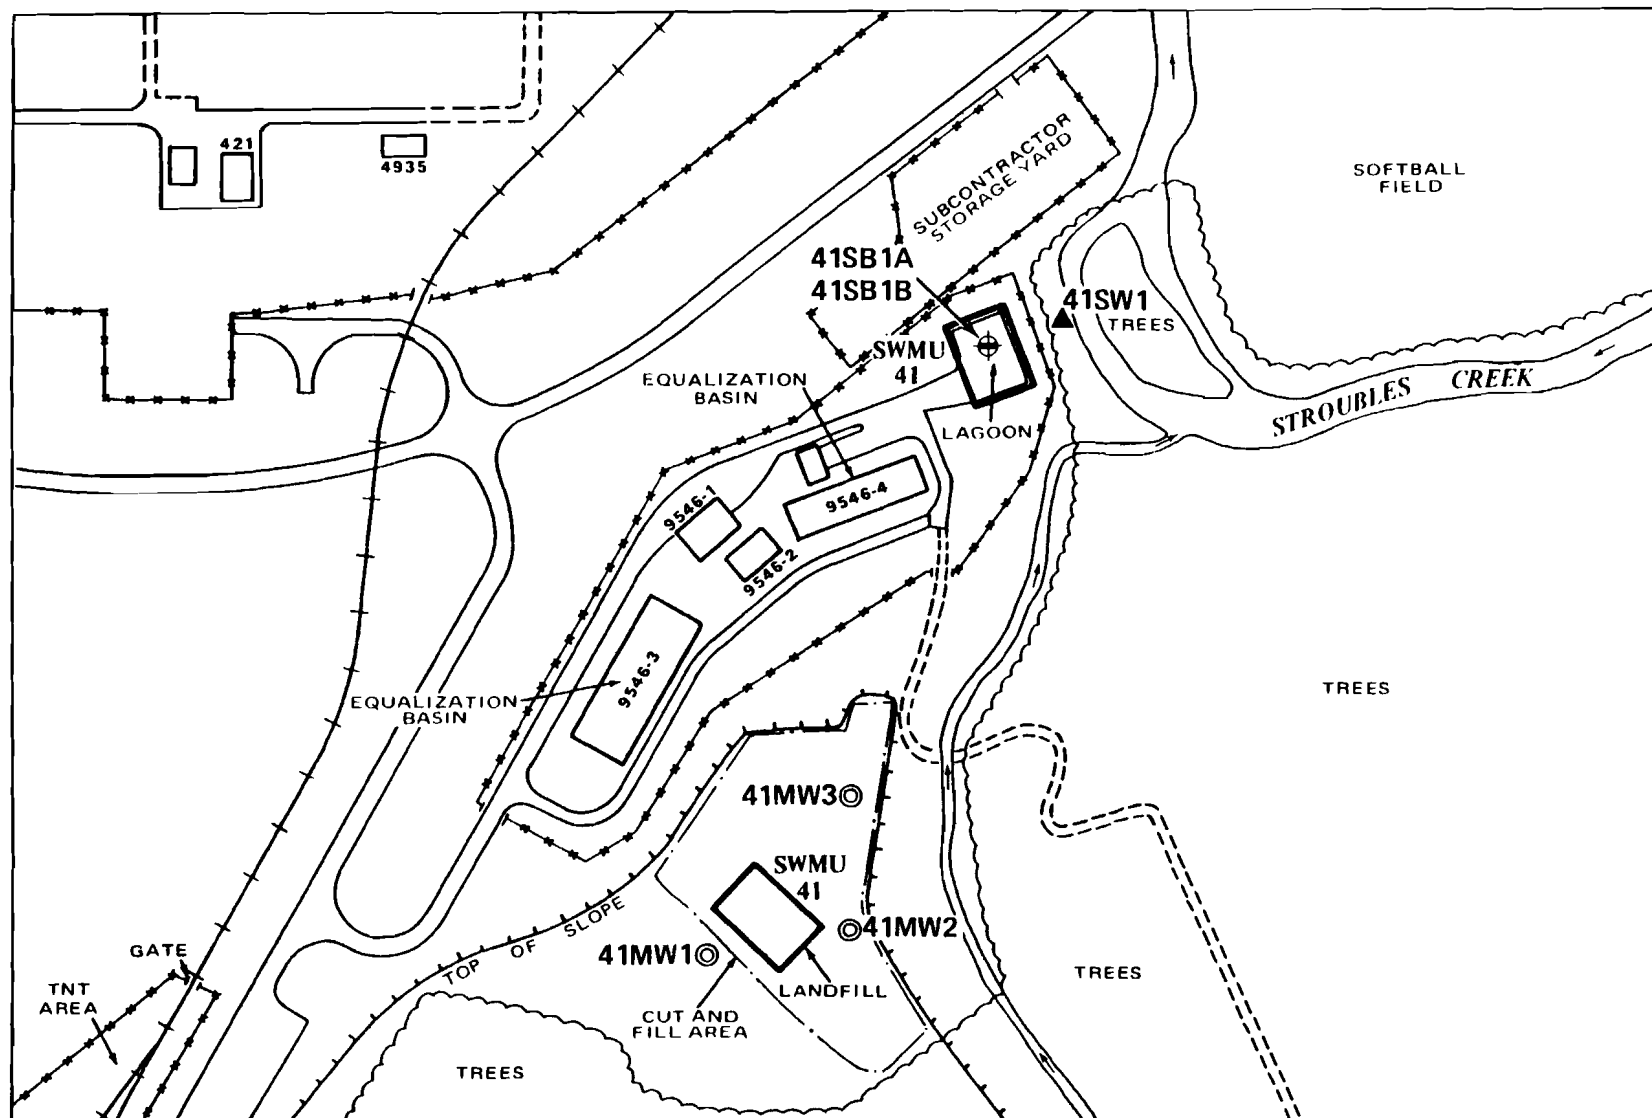 421
4935
SUBCONTRACTOR
STORAGE YARD
SOFTBALL
FIELD
41SB1A
41SB1B
41SW1
TREES
SWMU
41
EQUALIZATION
BASIN
LAGOON
STROUBLES CREEK
9546-1
9546-4
9546-2
9546-3
EQUALIZATION
BASIN
TREES
41MW3
SWMU
41
TOP OF SLOPE
41MW2
41MW1
GATE
TNT
AREA
LANDFILL
CUT AND
FILL AREA
TREES
TREES